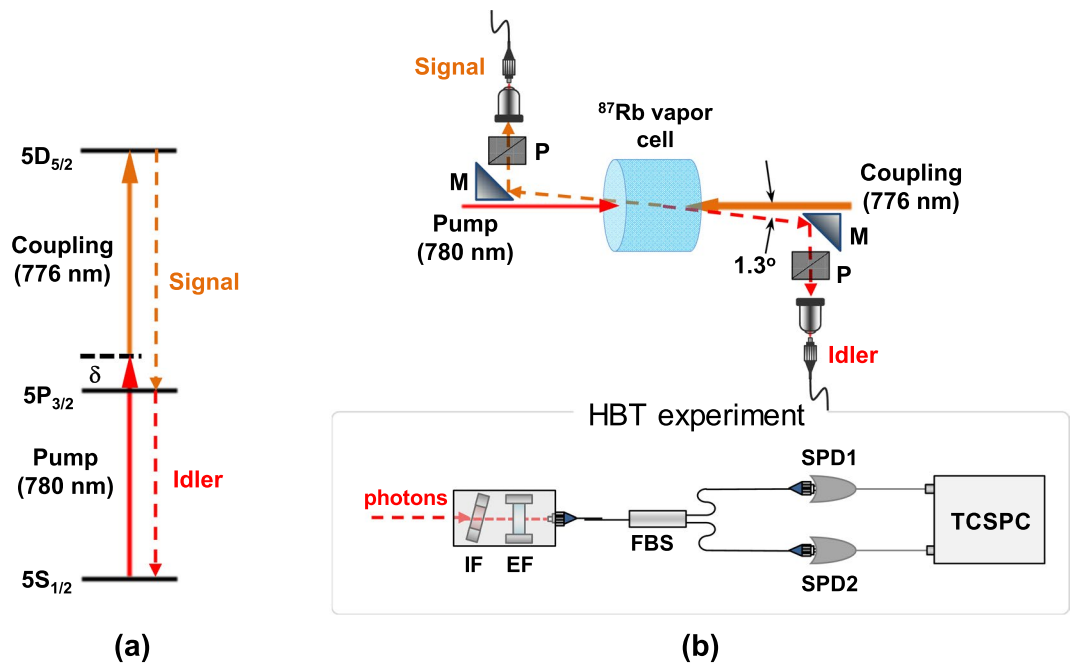 5D5/2
Coupling
(776 nm)
Signal
δ
5P3/2
Pump
(780 nm)
Idler
5S1/2
(a)
Signal
87Rb vapor
cell
P
M
Pump
(780 nm)
Coupling
(776 nm)
M
1.3o
P
Idler
HBT experiment
photons
IF
EF
FBS
SPD1
SPD2
TCSPC
(b)